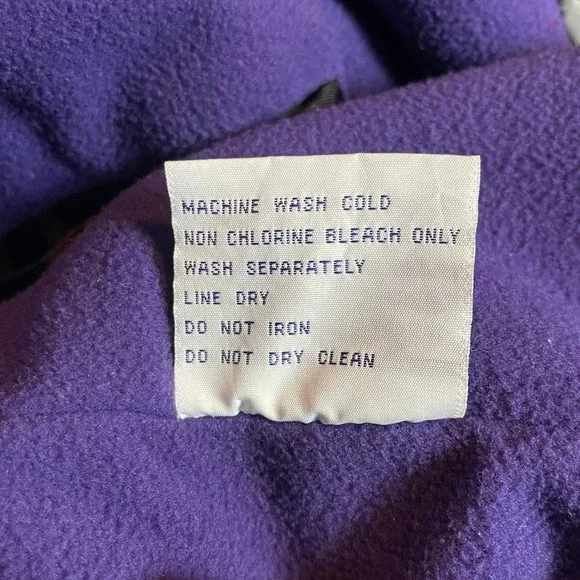 MACHINE WASH COLD
NON CHLORINE BLEACH ONLY
WASH SEPARATELY
LINE DRY
DO NOT IRON
DO NOT DRY CLEAN